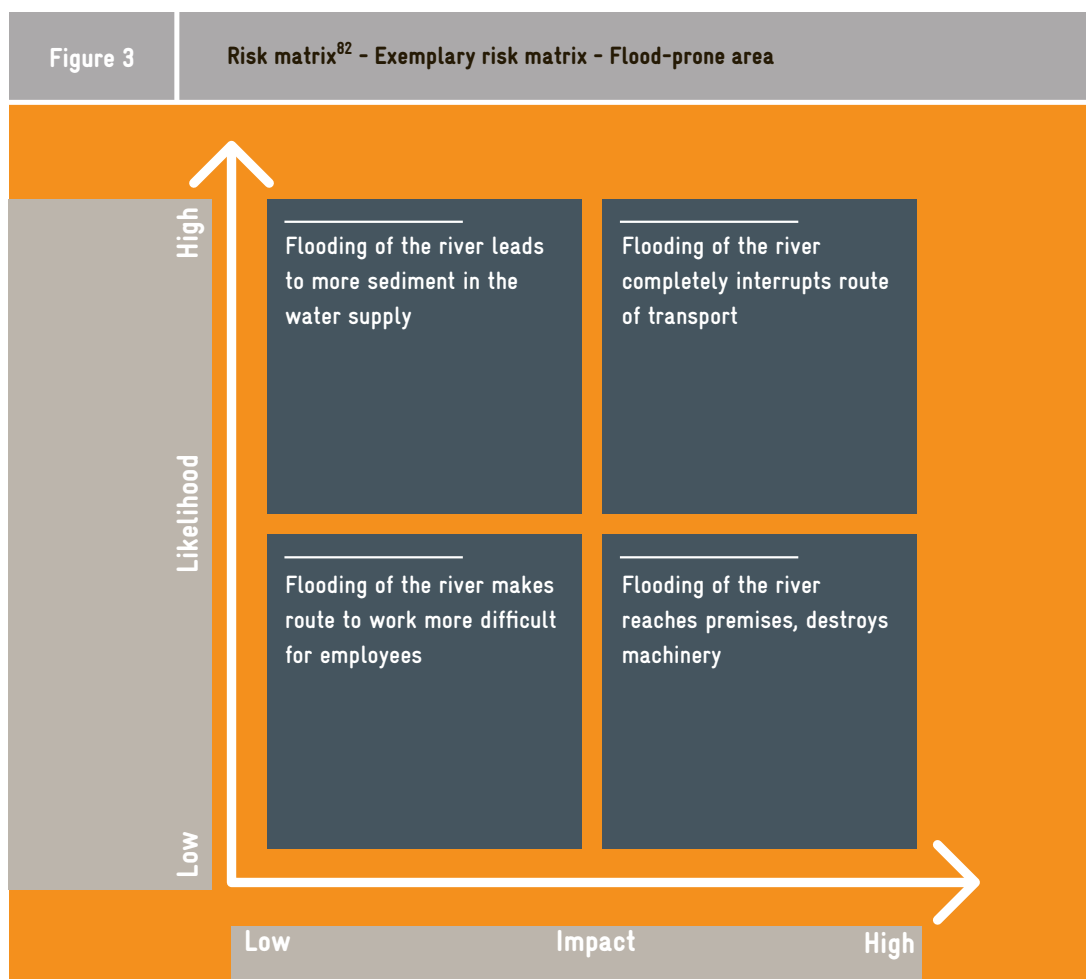 Figure 3
Risk matrix82 - Exemplary risk matrix - Flood-prone area
High
Flooding of the river leads
to more sediment in the
water supply
Flooding of the river
completely interrupts route
of transport
Likelihood
Flooding of the river makes
route to work more difficult
for employees
Flooding of the river
reaches premises, destroys
machinery
Low
Low
Impact
High